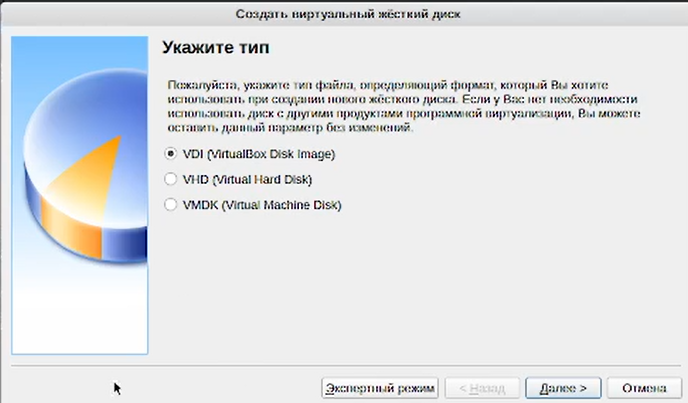 Создать виртуальный жёсткий диск
Укажите тип
Пожалуйста, укажите тип файла, определяющий формат, который Вы хотите
использовать при создании нового жёсткого диска. Если у Вас нет необходимости
использовать диск с другими продуктами программной виртуализации, Вы можете
оставить данный параметр без изменений.
VDI (VirtualBox Disk Image)
VHD (Virtual Hard Disk)
VMDK (Virtual Machine Disk)
Экспертный режим
< Назад
Далее >
Отмена